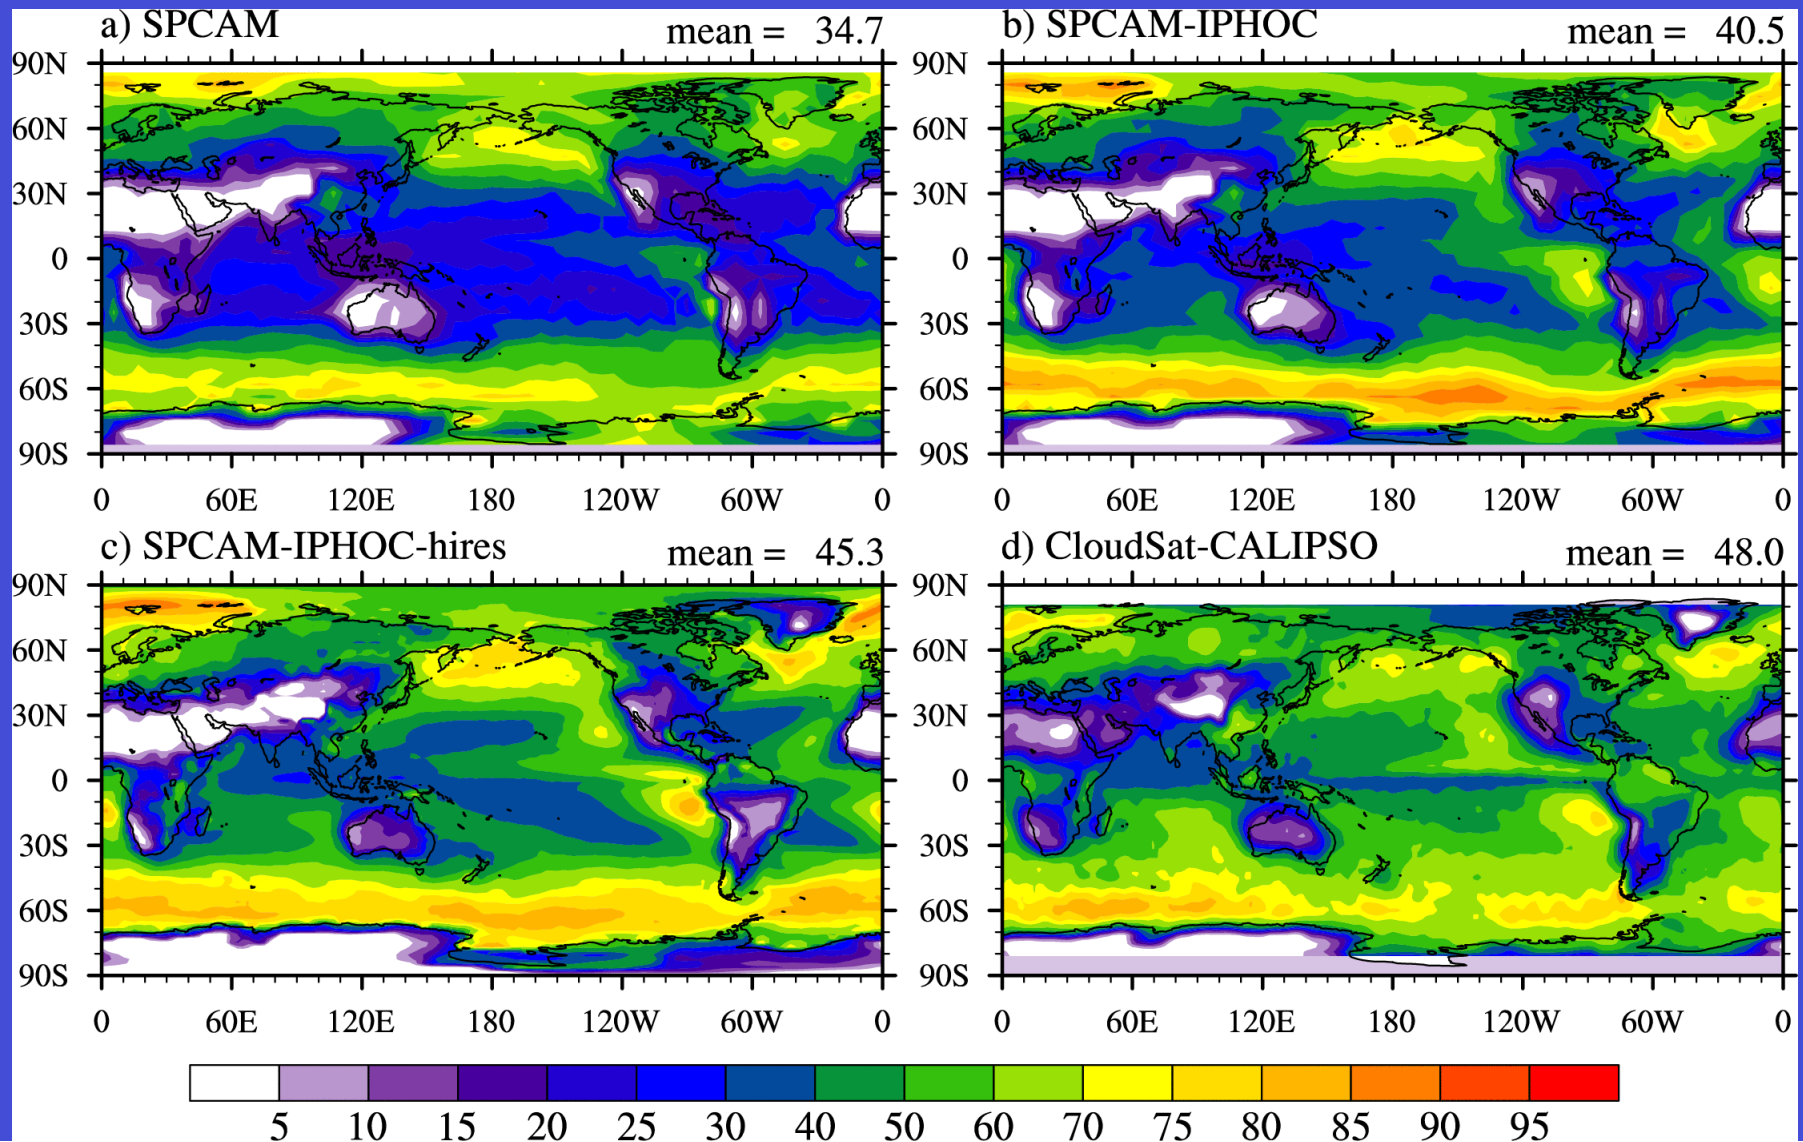 a) SPCAM mean = 34.7
b) SPCAM-IPHOC mean = 40.5
90N 90N
60N 60N
30N 30N
0 0
30S 30S
60S 60S
90S 90S
0 60E 120E 180 120W 60W 0 0 60E 120E 180 120W 60W 0
c) SPCAM-IPHOC-hires mean = 45.3
d) CloudSat-CALIPSO mean = 48.0
90N 90N
60N 60N
30N 30N
0 0
30S 30S
60S 60S
90S 90S
0 60E 120E 180 120W 60W 0 0 60E 120E 180 120W 60W 0
5 10 15 20 25 30 40 50 60 70 75 80 85 90 95